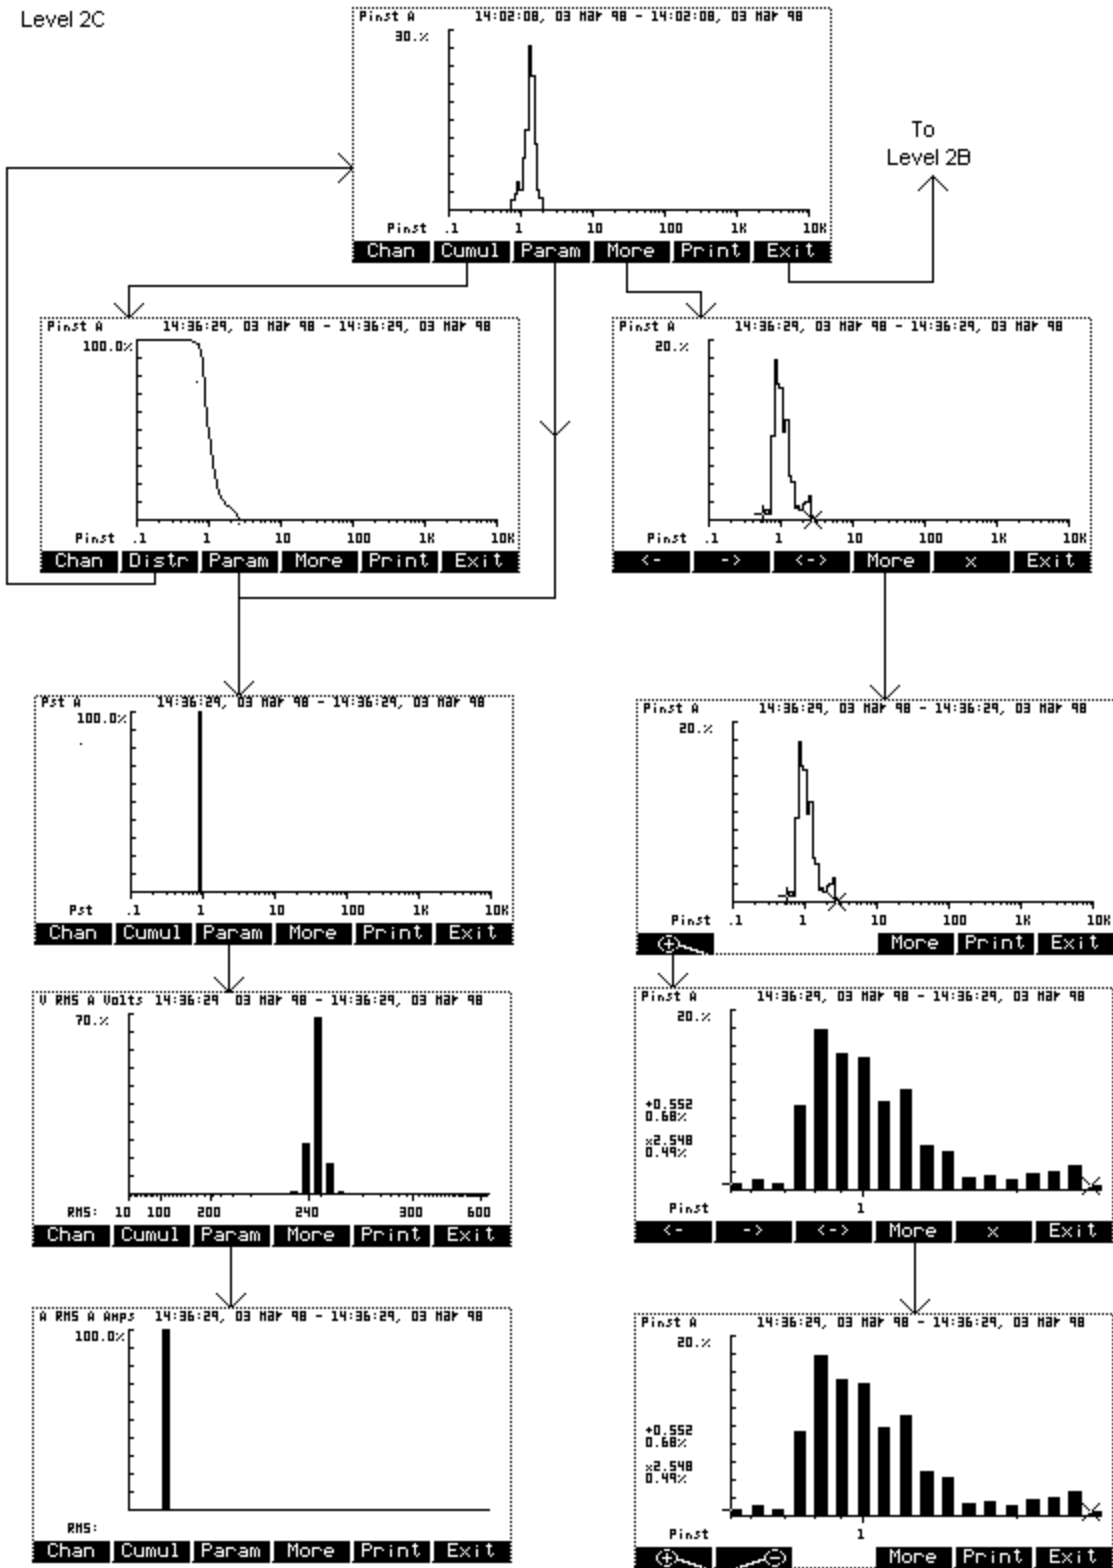 Level 2C
Pinst A 14:02:08, 03 Mar 98 - 14:02:08, 03 Mar 98
30.%
Pinst .1 1 10 100 1K 10K
Chan Cumul Param More Print Exit
To
Level 2B
Pinst A 14:36:29, 03 Mar 98 - 14:36:29, 03 Mar 98
100.0%
Pinst .1 1 10 100 1K 10K
Chan Distr Param More Print Exit
Pinst A 14:36:29, 03 Mar 98 - 14:36:29, 03 Mar 98
20.%
Pinst .1 1 10 100 1K 10K
<- -> <-> More x Exit
Pst A 14:36:29, 03 Mar 98 - 14:36:29, 03 Mar 98
100.0%
Pst .1 1 10 100 1K 10K
Chan Cumul Param More Print Exit
Pinst A 14:36:29, 03 Mar 98 - 14:36:29, 03 Mar 98
20.%
Pinst .1 1 10 100 1K 10K
More Print Exit
V RMS A Volts 14:36:29 03 Mar 98 - 14:36:29, 03 Mar 98
70.%
RMS: 10 100 200 240 300 600
Chan Cumul Param More Print Exit
Pinst A 14:36:29, 03 Mar 98 - 14:36:29, 03 Mar 98
20.%
+0.552
0.68%
x2.548
0.49%
Pinst 1
<- -> <-> More x Exit
A RMS A Amps 14:36:29, 03 Mar 98 - 14:36:29, 03 Mar 98
100.0%
RMS:
Chan Cumul Param More Print Exit
Pinst A 14:36:29, 03 Mar 98 - 14:36:29, 03 Mar 98
20.%
+0.552
0.68%
x2.548
0.49%
Pinst 1
More Print Exit